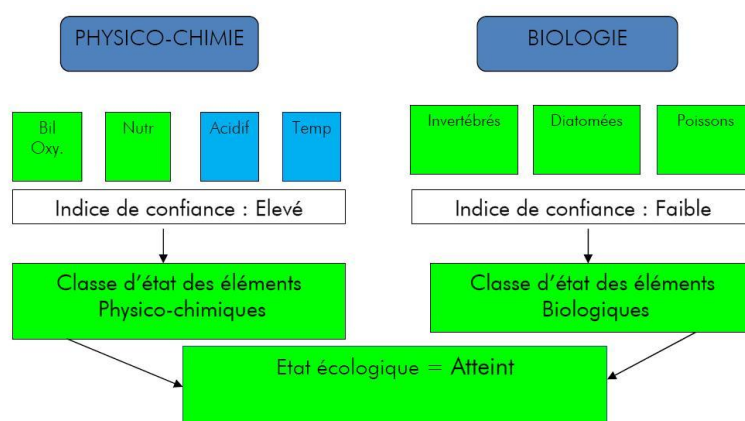 PHYSICO-CHIMIE
BIOLOGIE
Bil
Oxy.
Nutr
Acidif
Temp
Invertébrés
Diatomées
Poissons
Indice de confiance : Elevé
Indice de confiance : Faible
Classe d'état des éléments
Physico-chimiques
Classe d'état des éléments
Biologiques
Etat écologique = Atteint